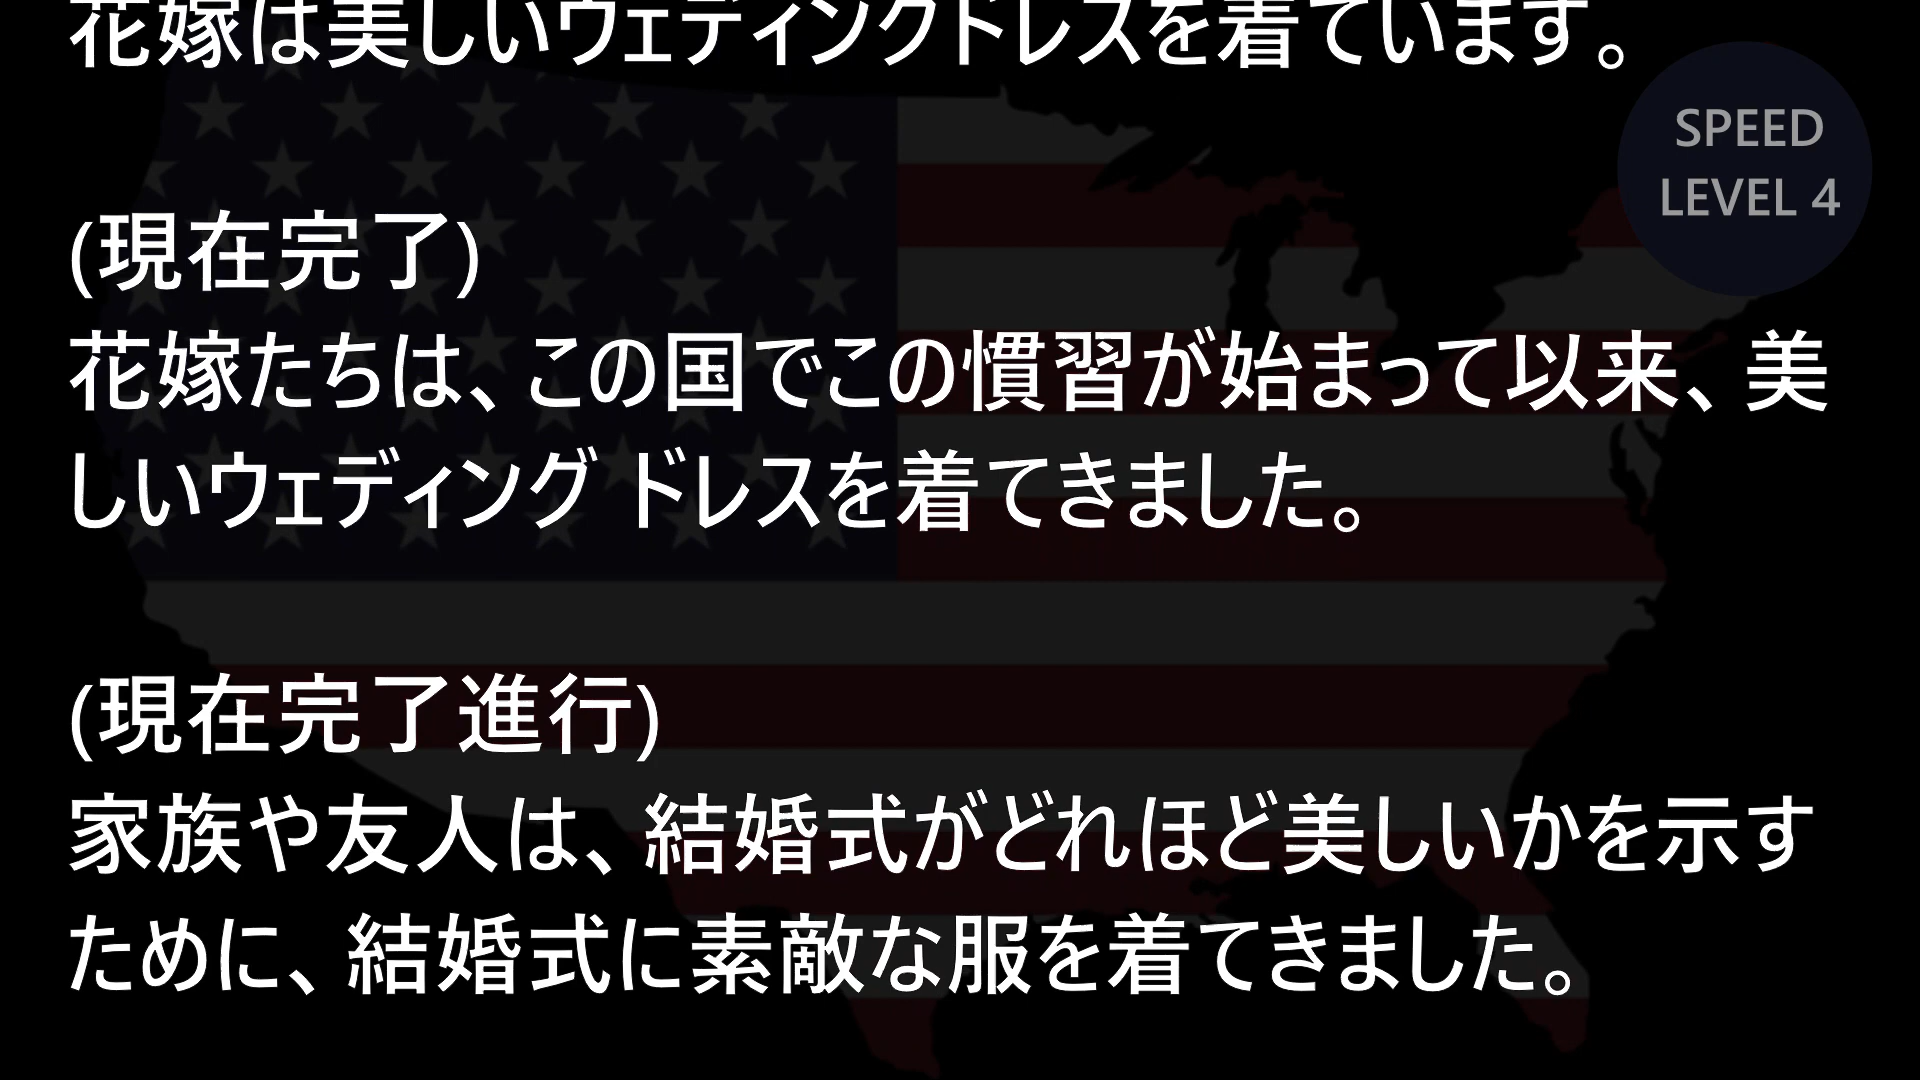 花嫁は美しいウェディングドレスを着ています。
SPEED
LEVEL 4
(現在完了)
花嫁たちは、この国でこの慣習が始まって以来、美
しいウェディング ドレスを着てきました。
(現在完了進行)
家族や友人は、結婚式がどれほど美しいかを示す
ために、結婚式に素敵な服を着てきました。